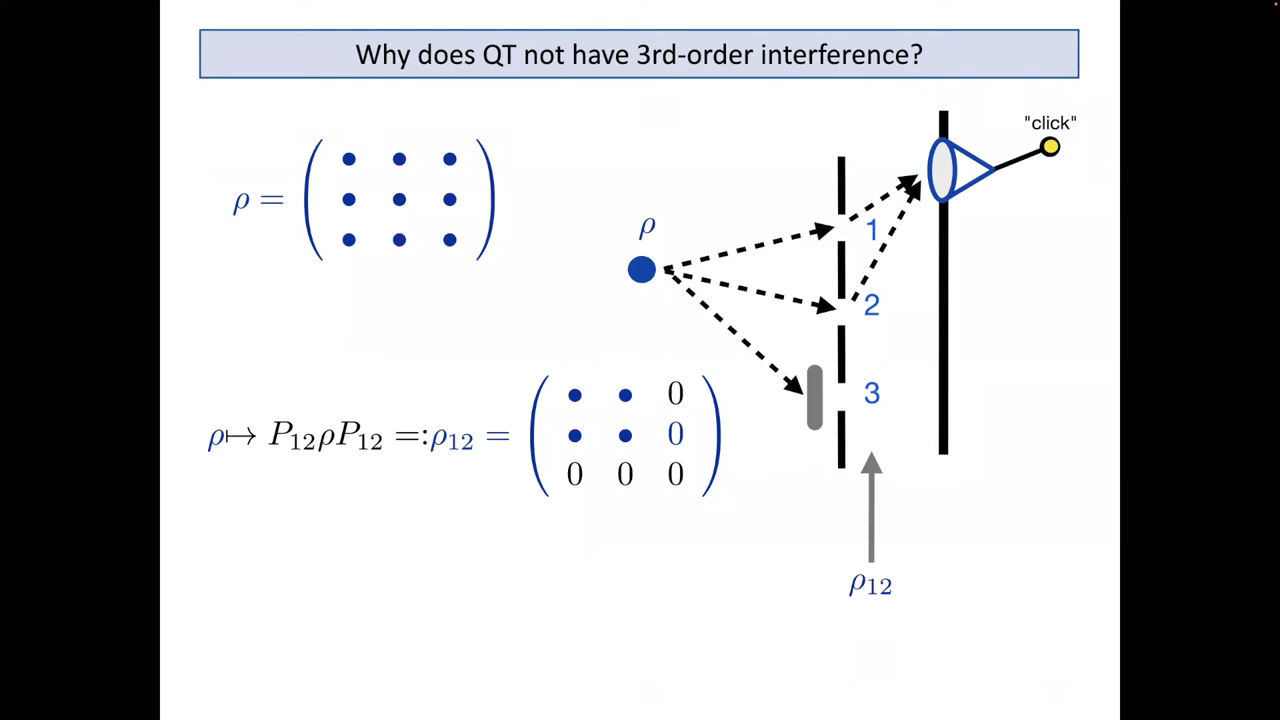 Why does QT not have 3rd-order interference?
"click"
ρ = ( • • •
• • •
• • • )
ρ
1
2
3
ρ ↦ P₁₂ρP₁₂ =: ρ₁₂ = ( • • 0
• • 0
0 0 0 )
ρ₁₂